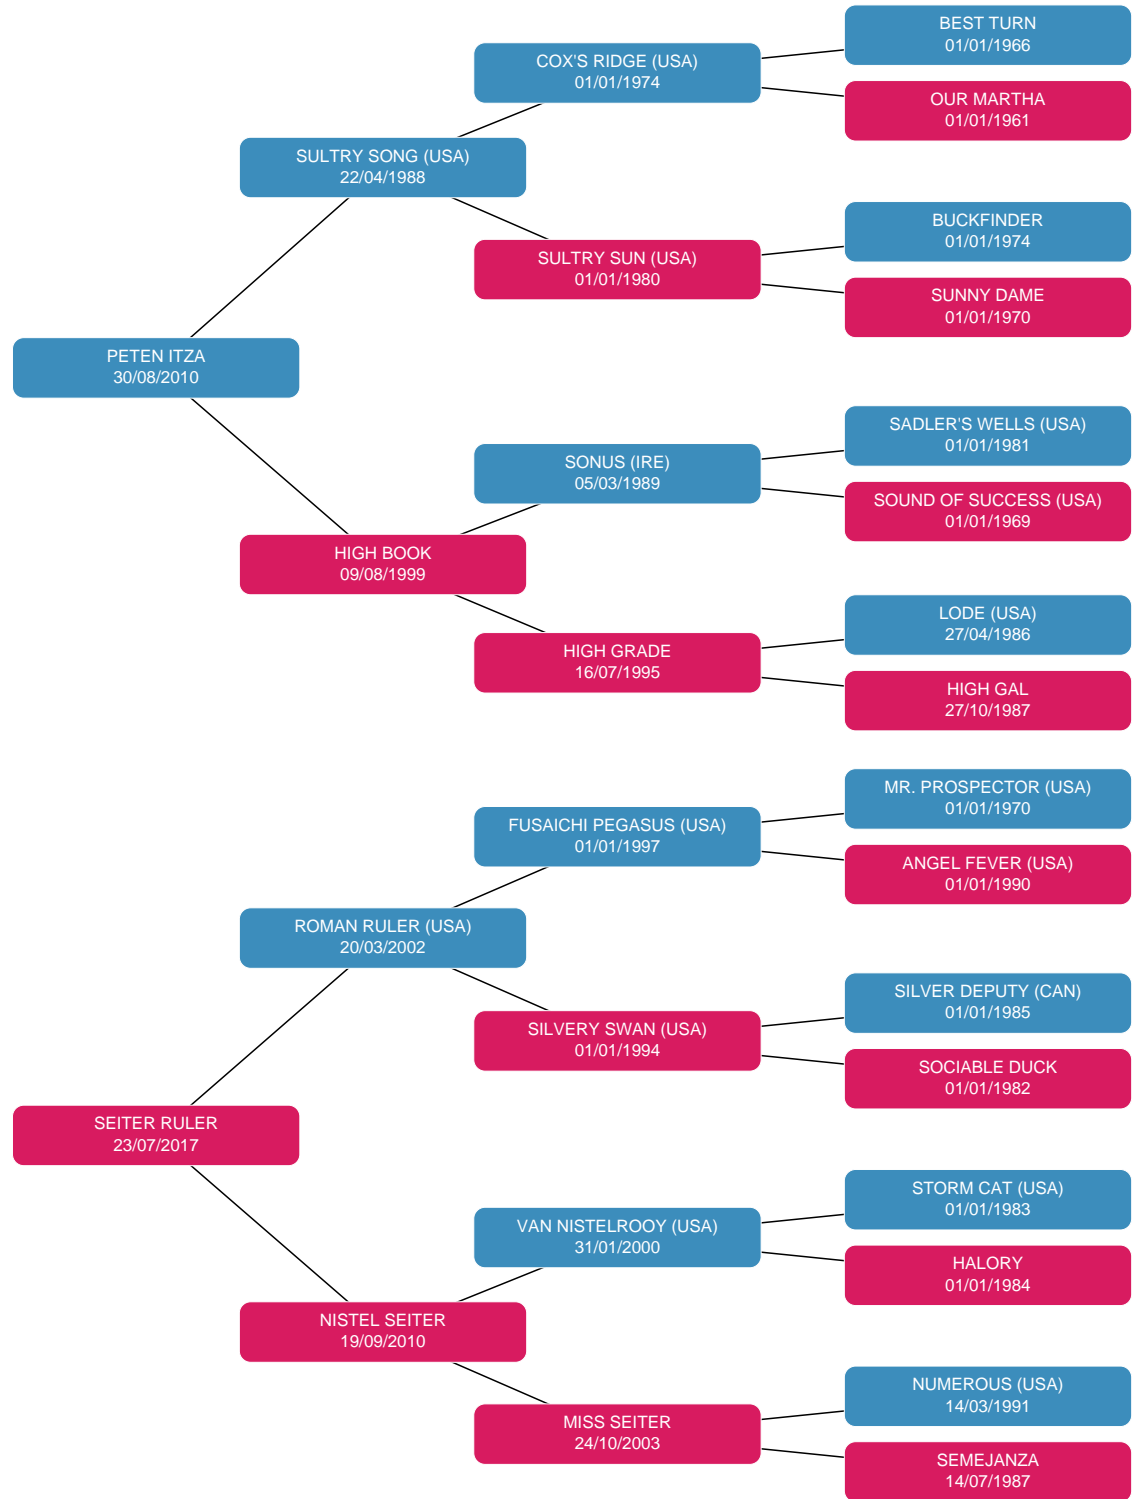 BEST TURN
01/01/1966
COX'S RIDGE (USA)
01/01/1974
OUR MARTHA
01/01/1961
SULTRY SONG (USA)
22/04/1988
BUCKFINDER
01/01/1974
SULTRY SUN (USA)
01/01/1980
SUNNY DAME
01/01/1970
PETEN ITZA
30/08/2010
SADLER'S WELLS (USA)
01/01/1981
SONUS (IRE)
05/03/1989
SOUND OF SUCCESS (USA)
01/01/1969
HIGH BOOK
09/08/1999
LODE (USA)
27/04/1986
HIGH GRADE
16/07/1995
HIGH GAL
27/10/1987
MR. PROSPECTOR (USA)
01/01/1970
FUSAICHI PEGASUS (USA)
01/01/1997
ANGEL FEVER (USA)
01/01/1990
ROMAN RULER (USA)
20/03/2002
SILVER DEPUTY (CAN)
01/01/1985
SILVERY SWAN (USA)
01/01/1994
SOCIABLE DUCK
01/01/1982
SEITER RULER
23/07/2017
STORM CAT (USA)
01/01/1983
VAN NISTELROOY (USA)
31/01/2000
HALORY
01/01/1984
NISTEL SEITER
19/09/2010
NUMEROUS (USA)
14/03/1991
MISS SEITER
24/10/2003
SEMEJANZA
14/07/1987